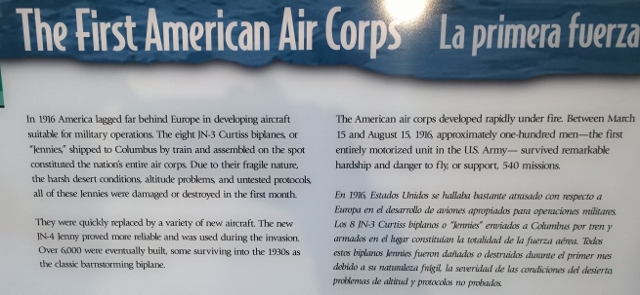 The First American Air Corps
La primera fuerza
In 1916 America lagged far behind Europe in developing aircraft
suitable for military operations. The eight JN-3 Curtiss biplanes, or
"Jennies," shipped to Columbus by train and assembled on the spot
constituted the nation's entire air corps. Due to their fragile nature,
the harsh desert conditions, altitude problems, and untested protocols,
all of these Jennies were damaged or destroyed in the first month.
They were quickly replaced by a variety of new aircraft. The new
JN-4 Jenny proved more reliable and was used during the invasion.
Over 6,000 were eventually built, some surviving into the 1930s as
the classic barnstorming biplane.
The American air corps developed rapidly under fire. Between March
15 and August 15, 1916, approximately one-hundred men—the first
entirely motorized unit in the U.S. Army— survived remarkable
hardship and danger to fly, or support, 540 missions.
En 1916, Estados Unidos se hallaba bastante atrasado con respecto a
Europa en el desarrollo de aviones apropiados para operaciones militares.
Los 8 JN-3 Curtiss biplanos o "Jennies" enviados a Columbus por tren y
armados en el lugar constituían la totalidad de la fuerza aérea. Todos
estos biplanos Jennies fueron dañados o destruidos durante el primer mes
debido a su naturaleza frágil, la severidad de las condiciones del desierto,
problemas de altitud y protocolos no probados.